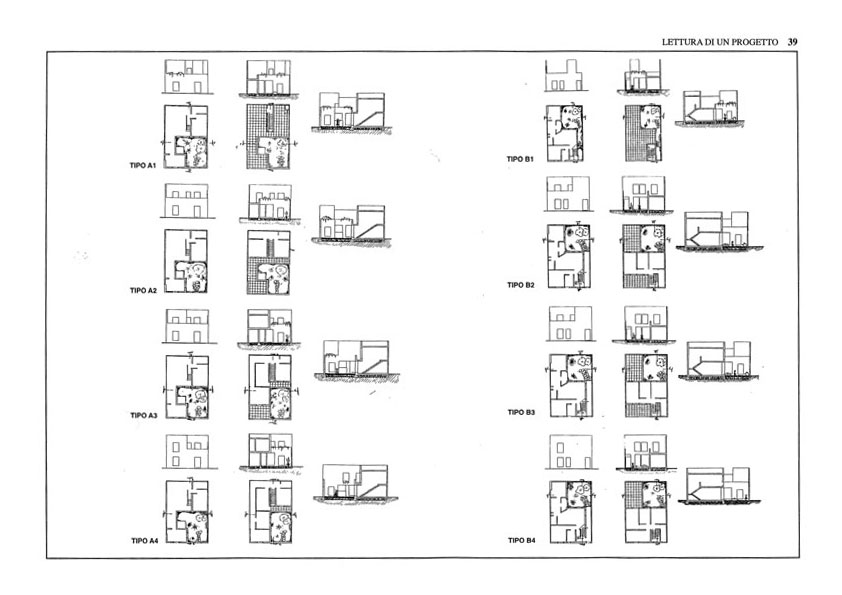 LETTURA DI UN PROGETTO 39
TIPO A1
TIPO B1
TIPO A2
TIPO B2
TIPO A3
TIPO B3
TIPO A4
TIPO B4